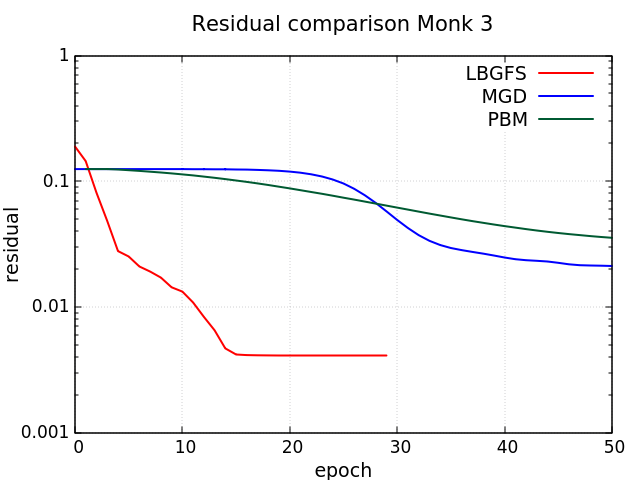 Residual comparison Monk 3
1
0.1
0.01
0.001
residual
LBGFS
MGD
PBM
0 10 20 30 40 50
epoch